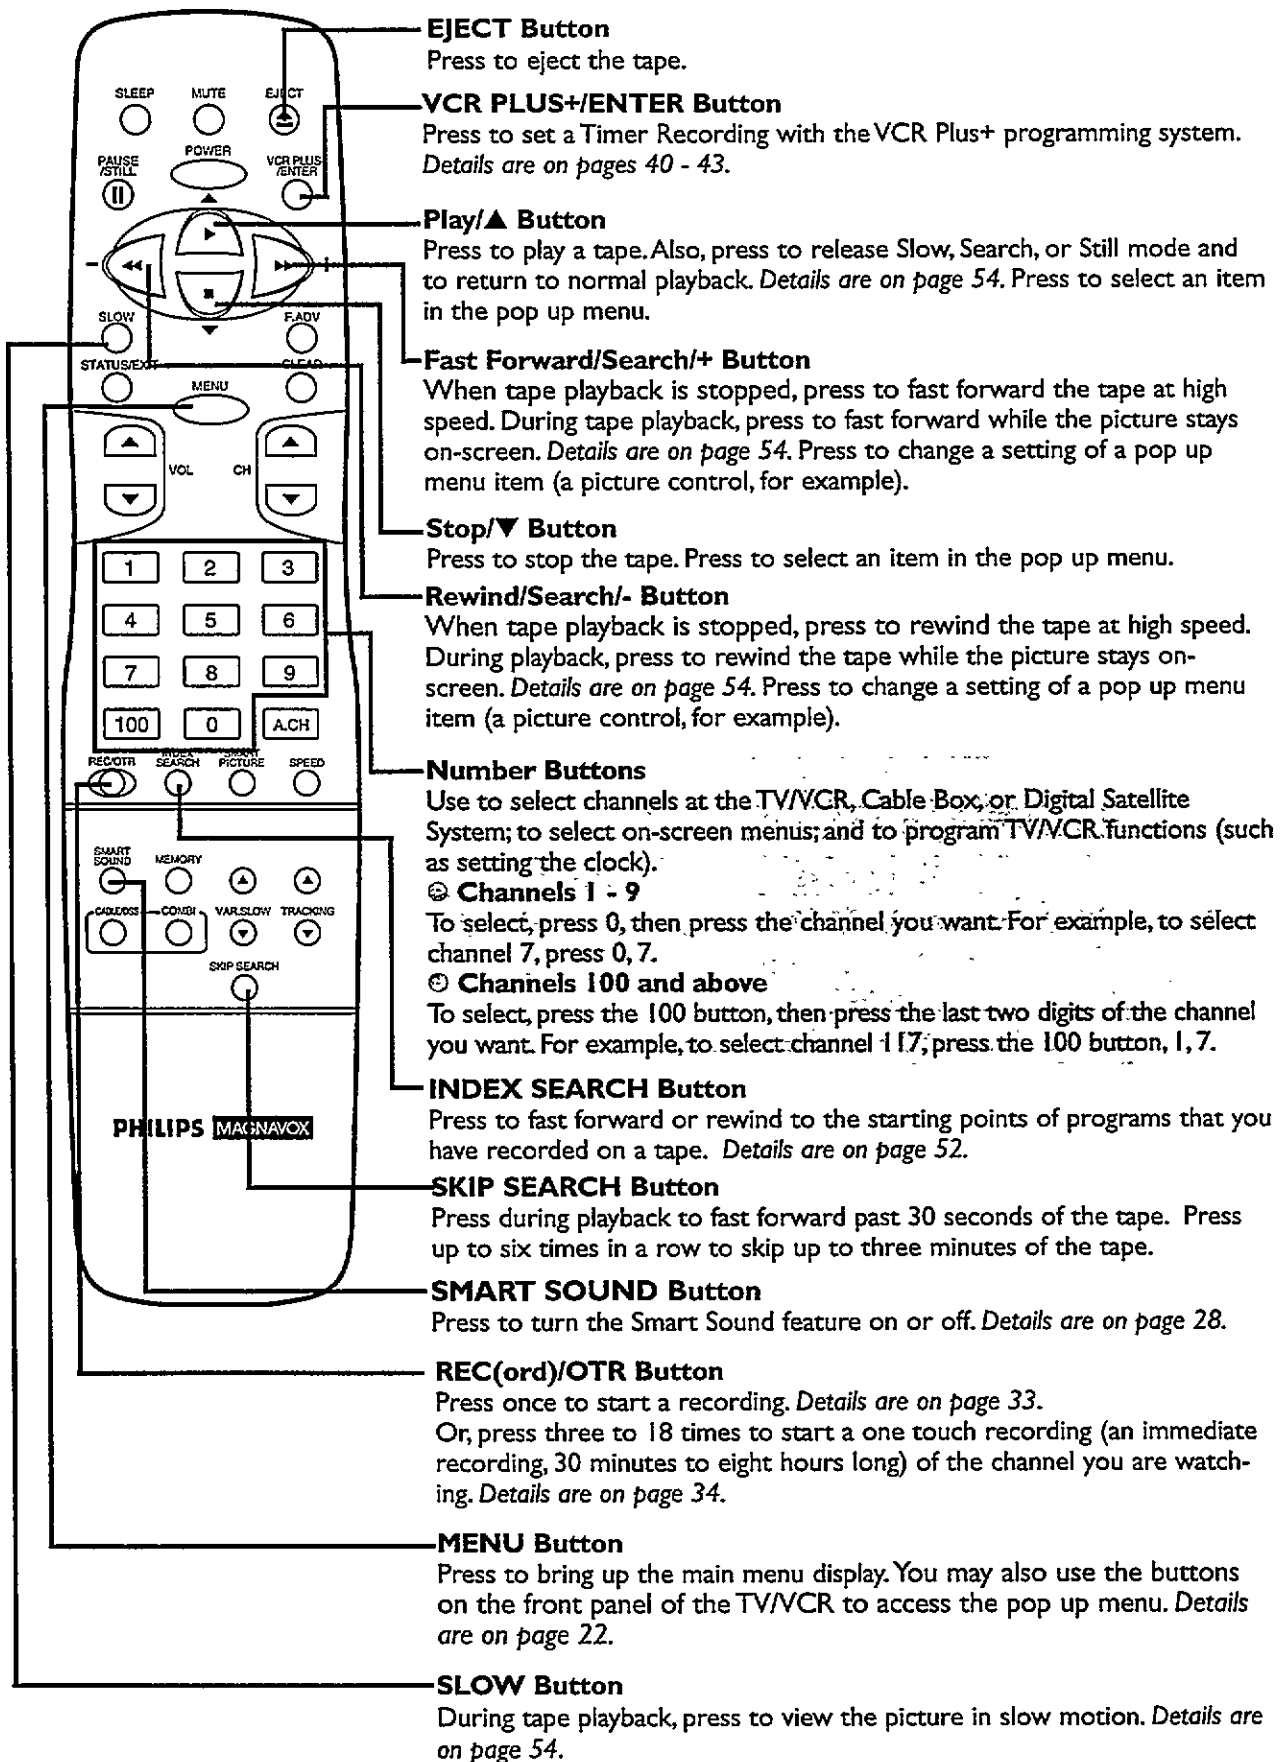 EJECT Button
Press to eject the tape.
VCR PLUS+/ENTER Button
Press to set a Timer Recording with the VCR Plus+ programming system.
Details are on pages 40 - 43.
Play/▲ Button
Press to play a tape. Also, press to release Slow, Search, or Still mode and
to return to normal playback. Details are on page 54. Press to select an item
in the pop up menu.
Fast Forward/Search/+ Button
When tape playback is stopped, press to fast forward the tape at high
speed. During tape playback, press to fast forward while the picture stays
on-screen. Details are on page 54. Press to change a setting of a pop up
menu item (a picture control, for example).
Stop/▼ Button
Press to stop the tape. Press to select an item in the pop up menu.
Rewind/Search/- Button
When tape playback is stopped, press to rewind the tape at high speed.
During playback, press to rewind the tape while the picture stays on-
screen. Details are on page 54. Press to change a setting of a pop up menu
item (a picture control, for example).
Number Buttons
Use to select channels at the TV/VCR, Cable Box, or Digital Satellite
System; to select on-screen menus; and to program TV/VCR functions (such
as setting the clock).
Channels 1 - 9
To select, press 0, then press the channel you want. For example, to select
channel 7, press 0, 7.
Channels 100 and above
To select, press the 100 button, then press the last two digits of the channel
you want. For example, to select channel 117, press the 100 button, 1, 7.
INDEX SEARCH Button
Press to fast forward or rewind to the starting points of programs that you
have recorded on a tape. Details are on page 52.
SKIP SEARCH Button
Press during playback to fast forward past 30 seconds of the tape. Press
up to six times in a row to skip up to three minutes of the tape.
SMART SOUND Button
Press to turn the Smart Sound feature on or off. Details are on page 28.
REC(ord)/OTR Button
Press once to start a recording. Details are on page 33.
Or, press three to 18 times to start a one touch recording (an immediate
recording, 30 minutes to eight hours long) of the channel you are watch-
ing. Details are on page 34.
MENU Button
Press to bring up the main menu display. You may also use the buttons
on the front panel of the TV/VCR to access the pop up menu. Details
are on page 22.
SLOW Button
During tape playback, press to view the picture in slow motion. Details are
on page 54.
SLEEP MUTE EJECT
POWER
PAUSE
/STILL
VCR PLUS
/ENTER
- +
SLOW F.ADV
STATUS/EXIT CLEAR
MENU
VOL CH
1 2 3
4 5 6
7 8 9
100 0 A.CH
REC/OTR
INDEX
SEARCH
SMART
PICTURE
SPEED
SMART
SOUND
MEMORY
CABLE/DSS COMBI VAR.SLOW TRACKING
SKIP SEARCH
PHILIPS MAGNAVOX